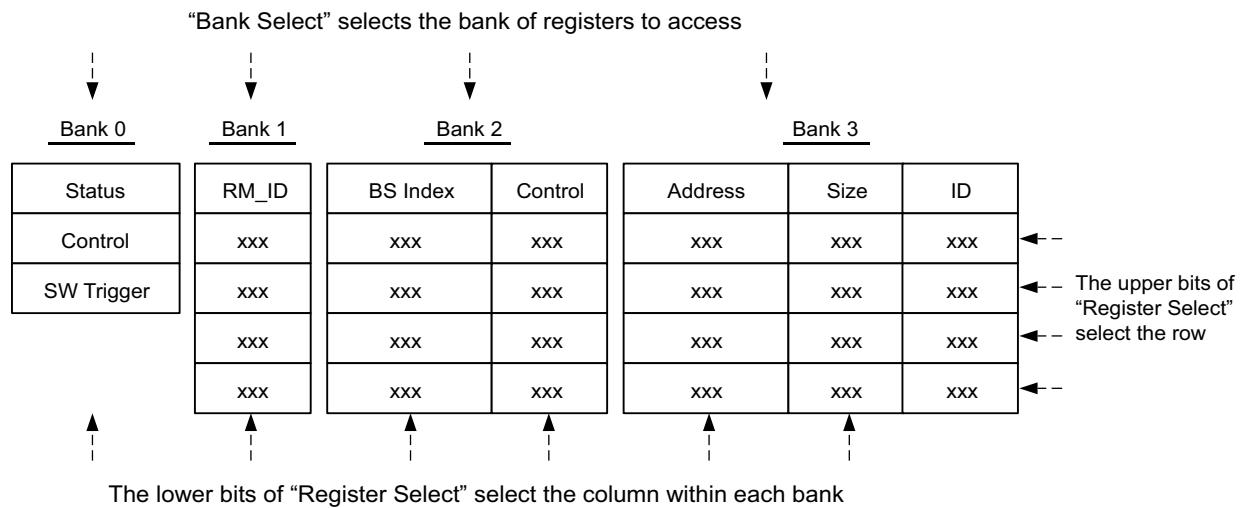 “Bank Select” selects the bank of registers to access
Bank 0 Bank 1 Bank 2 Bank 3
Status RM_ID BS Index Control Address Size ID
Control xxx xxx xxx xxx xxx xxx
SW Trigger xxx xxx xxx xxx xxx xxx
xxx xxx xxx xxx xxx xxx
xxx xxx xxx xxx xxx xxx
The upper bits of
“Register Select”
select the row
The lower bits of “Register Select” select the column within each bank